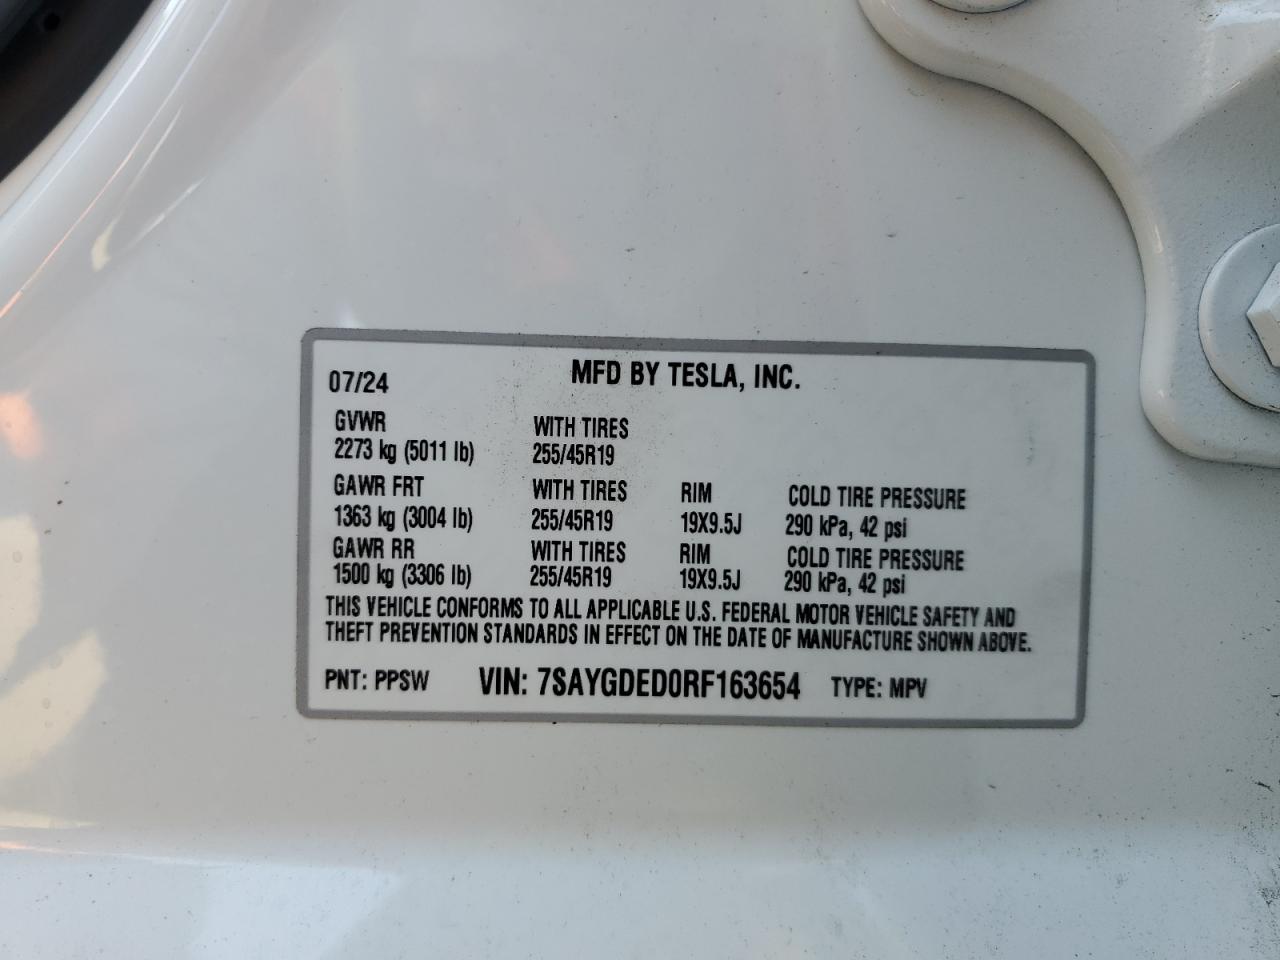 07/24 MFD BY TESLA, INC.
GVWR WITH TIRES
2273 kg (5011 lb) 255/45R19
GAWR FRT WITH TIRES RIM COLD TIRE PRESSURE
1363 kg (3004 lb) 255/45R19 19X9.5J 290 kPa, 42 psi
GAWR RR WITH TIRES RIM COLD TIRE PRESSURE
1500 kg (3306 lb) 255/45R19 19X9.5J 290 kPa, 42 psi
THIS VEHICLE CONFORMS TO ALL APPLICABLE U.S. FEDERAL MOTOR VEHICLE SAFETY AND
THEFT PREVENTION STANDARDS IN EFFECT ON THE DATE OF MANUFACTURE SHOWN ABOVE.
PNT: PPSW VIN: 7SAYGDED0RF163654 TYPE: MPV